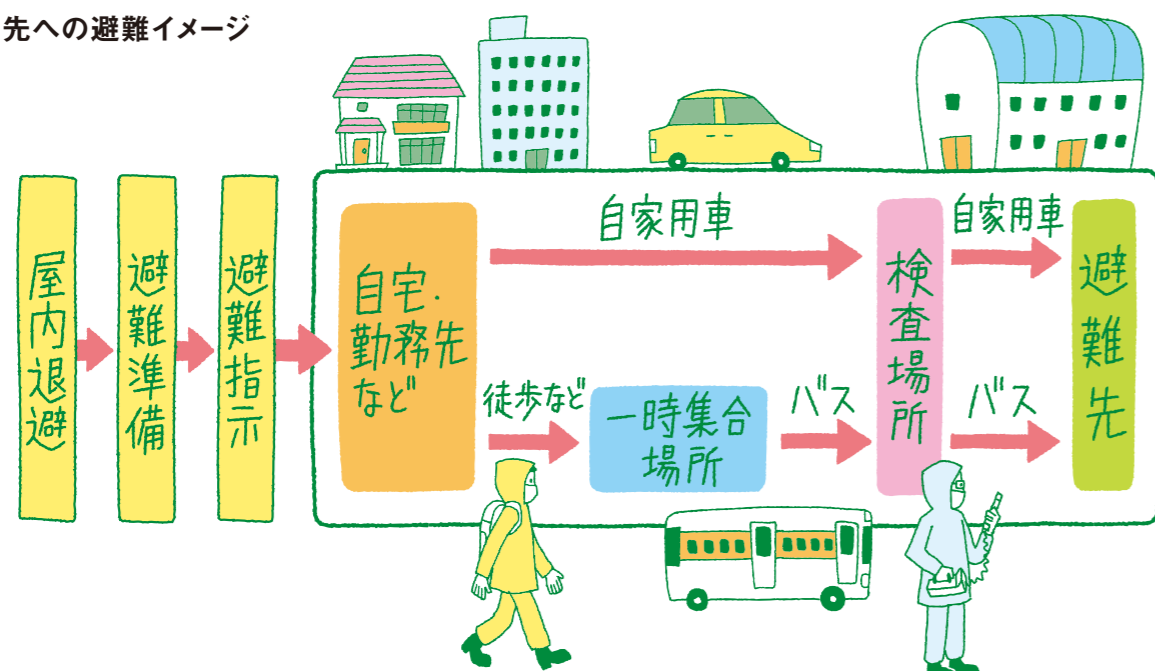 先への避難イメージ
屋内退避
避難準備
避難指示
自宅・
勤務先
など
自家用車
徒歩など
一時集合
場所
バス
検査場所
自家用車
バス
避難先